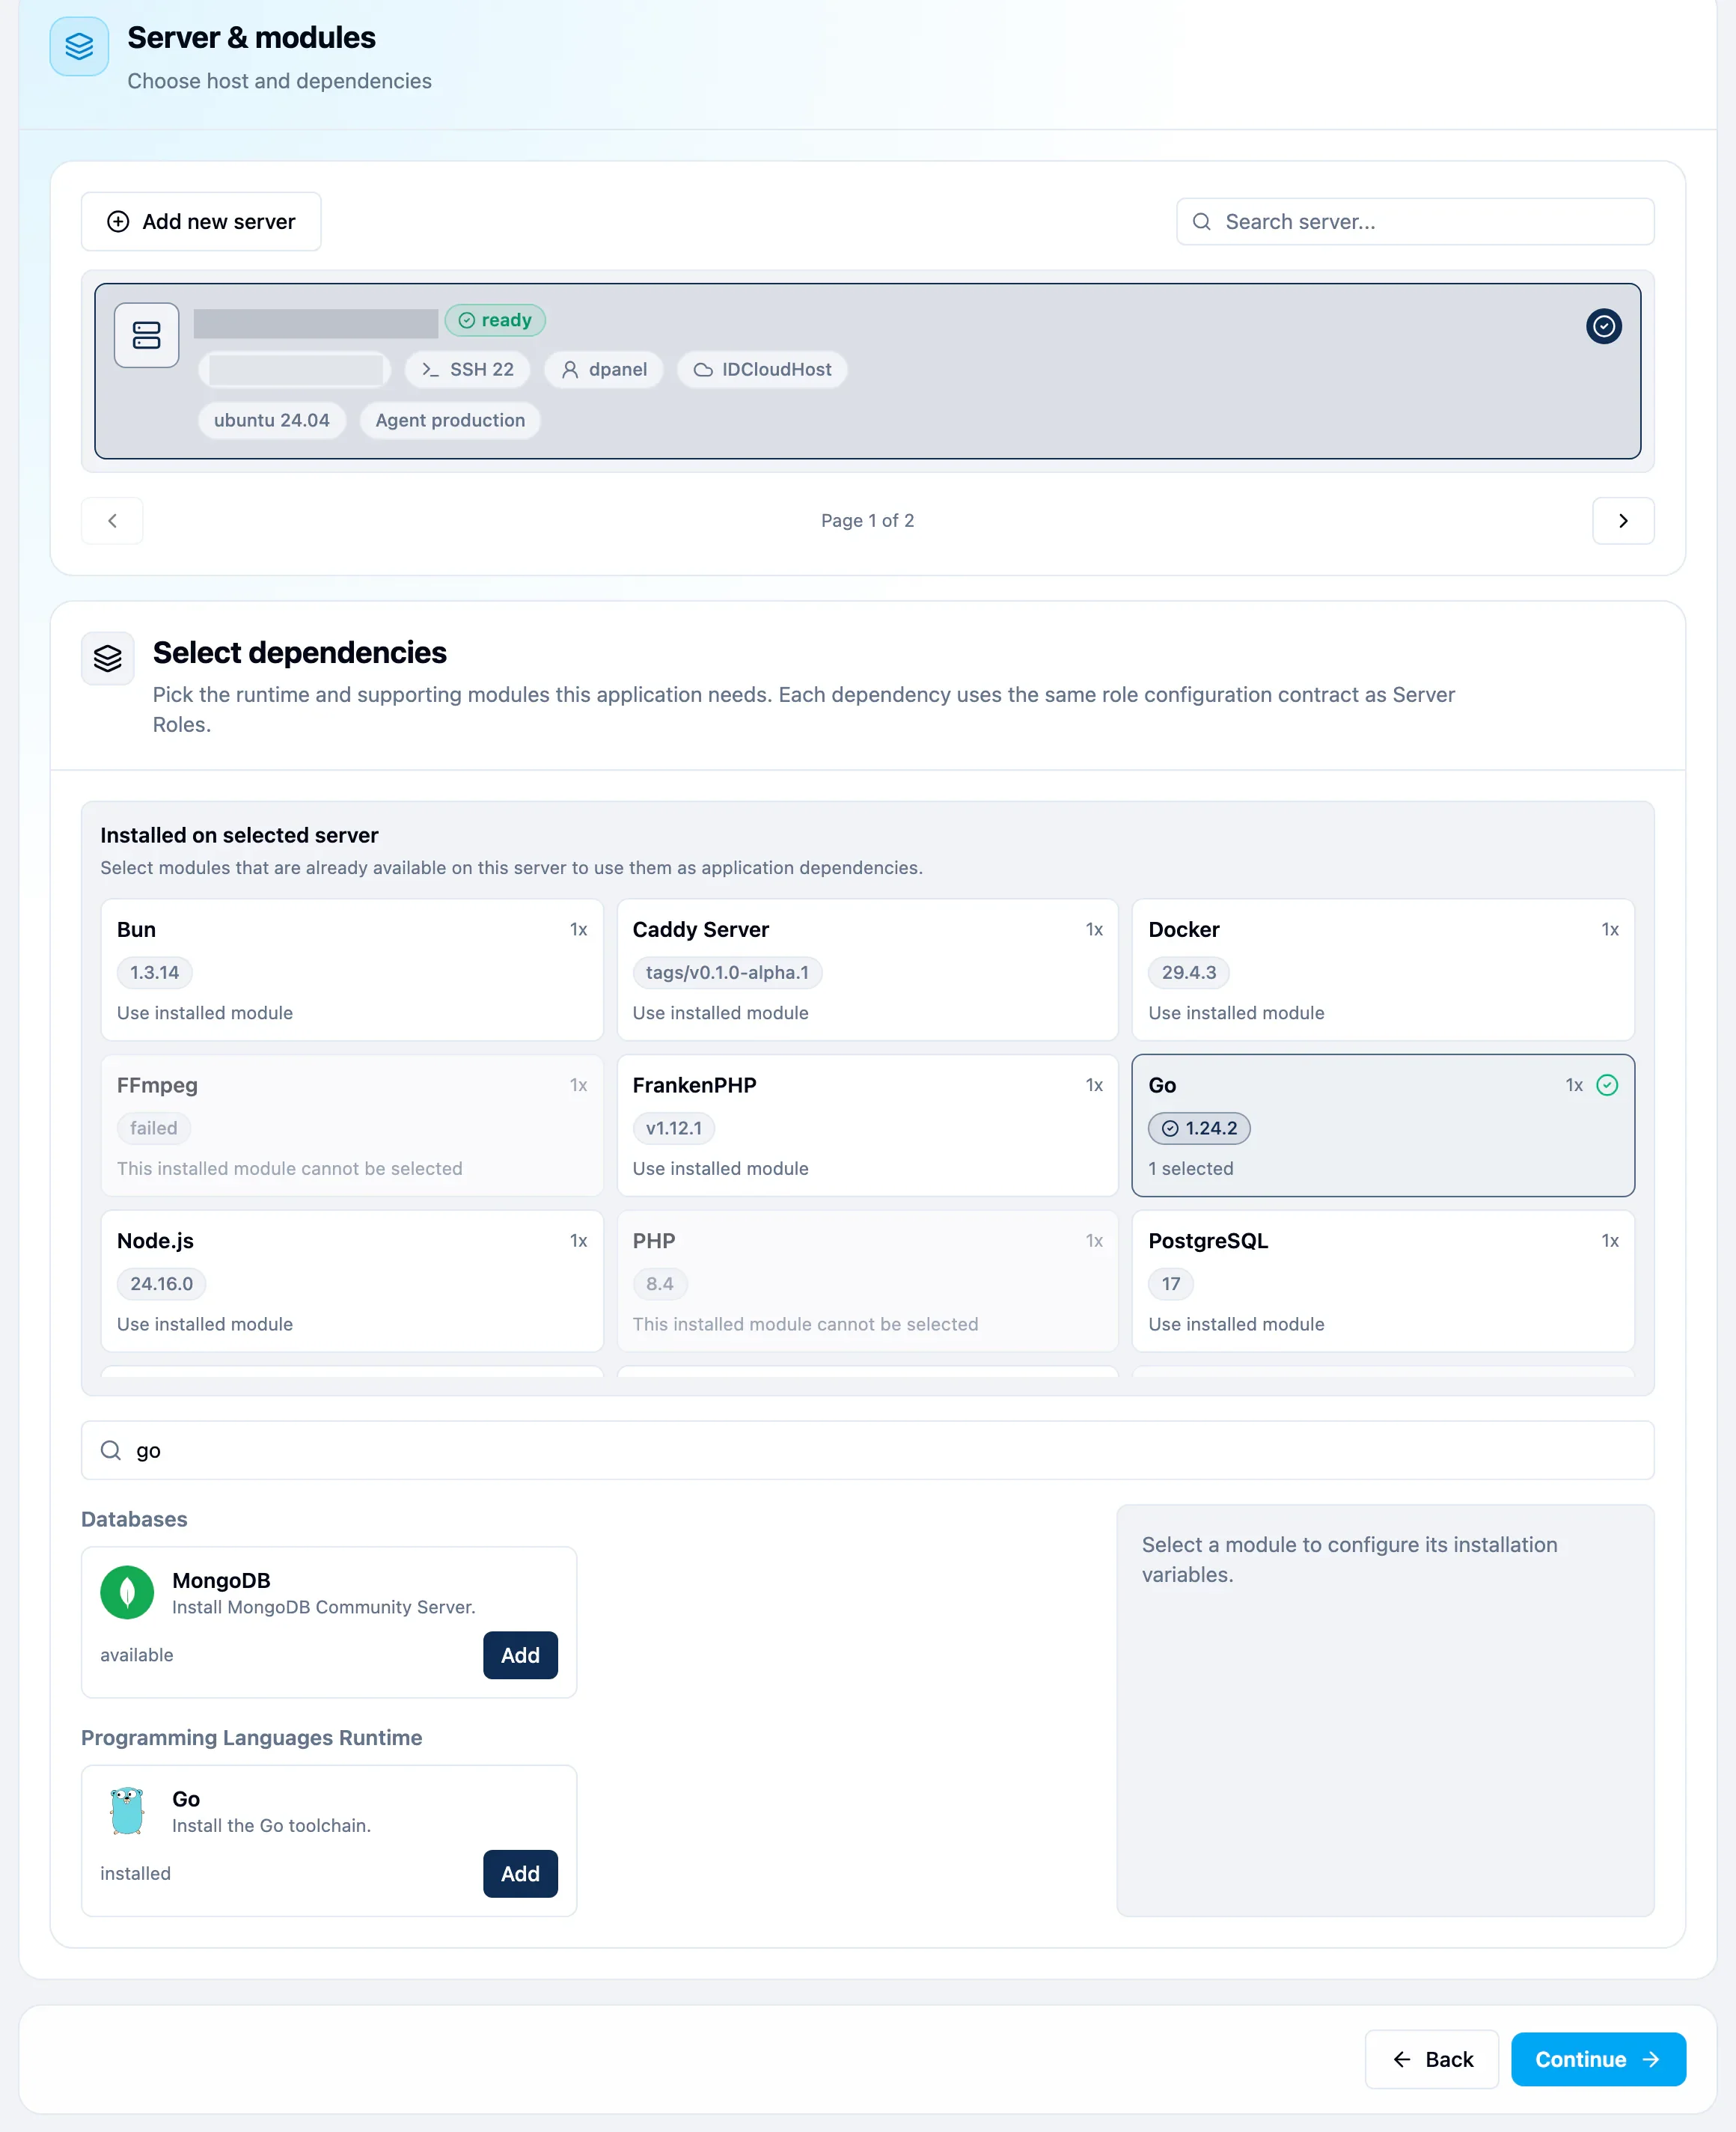 Server & modules
Choose host and dependencies
Add new server
Search server...
ready
SSH 22
dpanel
IDCloudHost
ubuntu 24.04
Agent production
Page 1 of 2
Select dependencies
Pick the runtime and supporting modules this application needs. Each dependency uses the same role configuration contract as Server
Roles.
Installed on selected server
Select modules that are already available on this server to use them as application dependencies.
Bun
1x
1.3.14
Use installed module
Caddy Server
1x
tags/v0.1.0-alpha.1
Use installed module
Docker
1x
29.4.3
Use installed module
FFmpeg
1x
failed
This installed module cannot be selected
FrankenPHP
1x
v1.12.1
Use installed module
Go
1x
1.24.2
1 selected
Node.js
1x
24.16.0
Use installed module
PHP
1x
8.4
This installed module cannot be selected
PostgreSQL
1x
17
Use installed module
go
Databases
MongoDB
Install MongoDB Community Server.
available
Add
Programming Languages Runtime
Go
Install the Go toolchain.
installed
Add
Select a module to configure its installation
variables.
Back
Continue